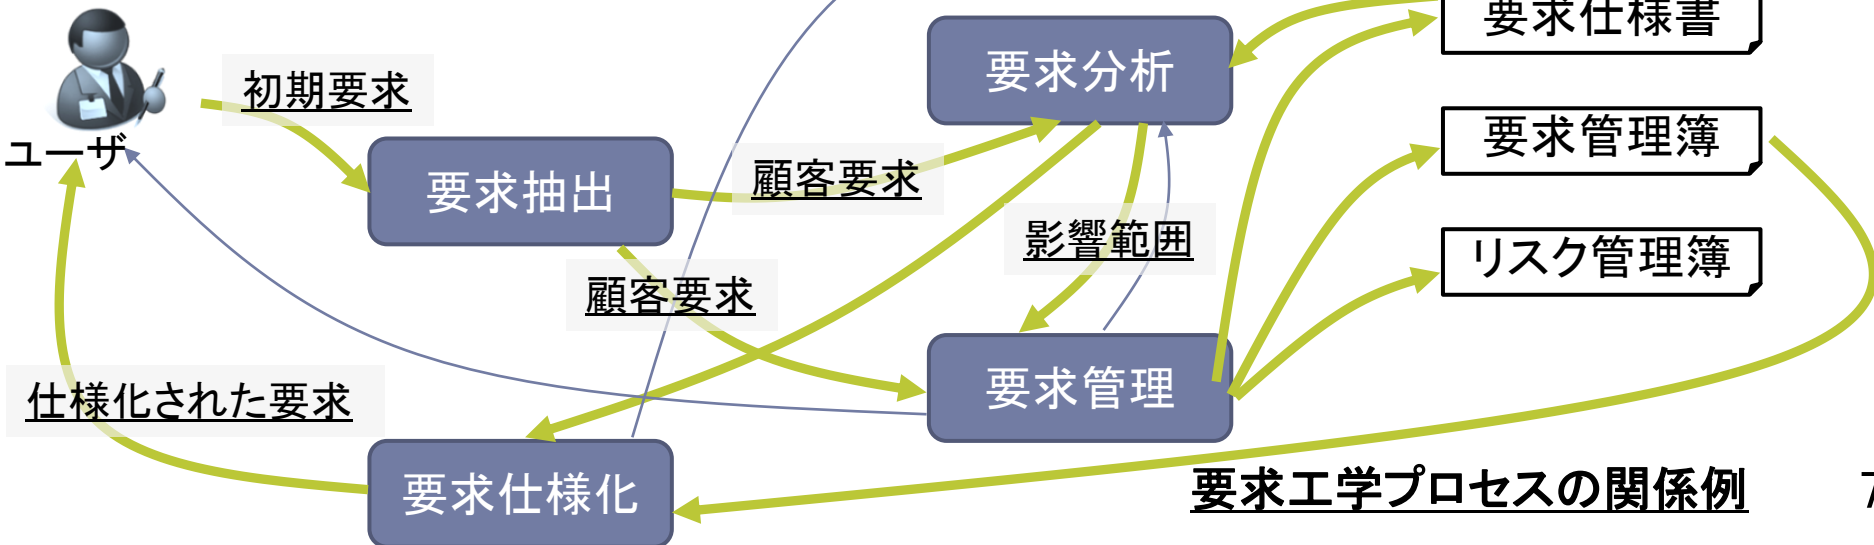 要求仕様書
要求分析
初期要求
要求管理簿
ユーザ
要求抽出
顧客要求
影響範囲
リスク管理簿
顧客要求
要求管理
仕様化された要求
要求仕様化
要求工学プロセスの関係例